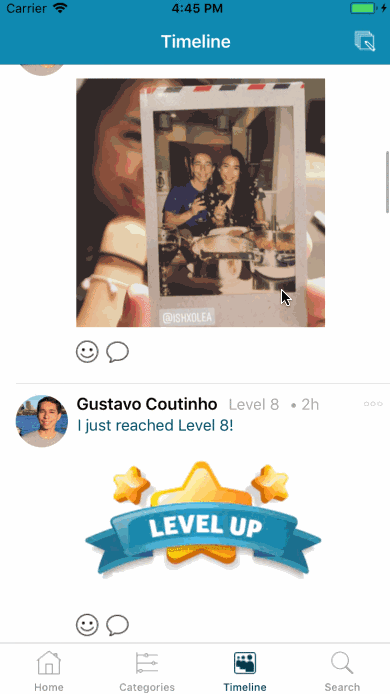 Carrier 4:45 PM
Timeline
@ISHXOLEA
Gustavo Coutinho Level 8 • 2h
I just reached Level 8!
LEVEL UP
Home Categories Timeline Search